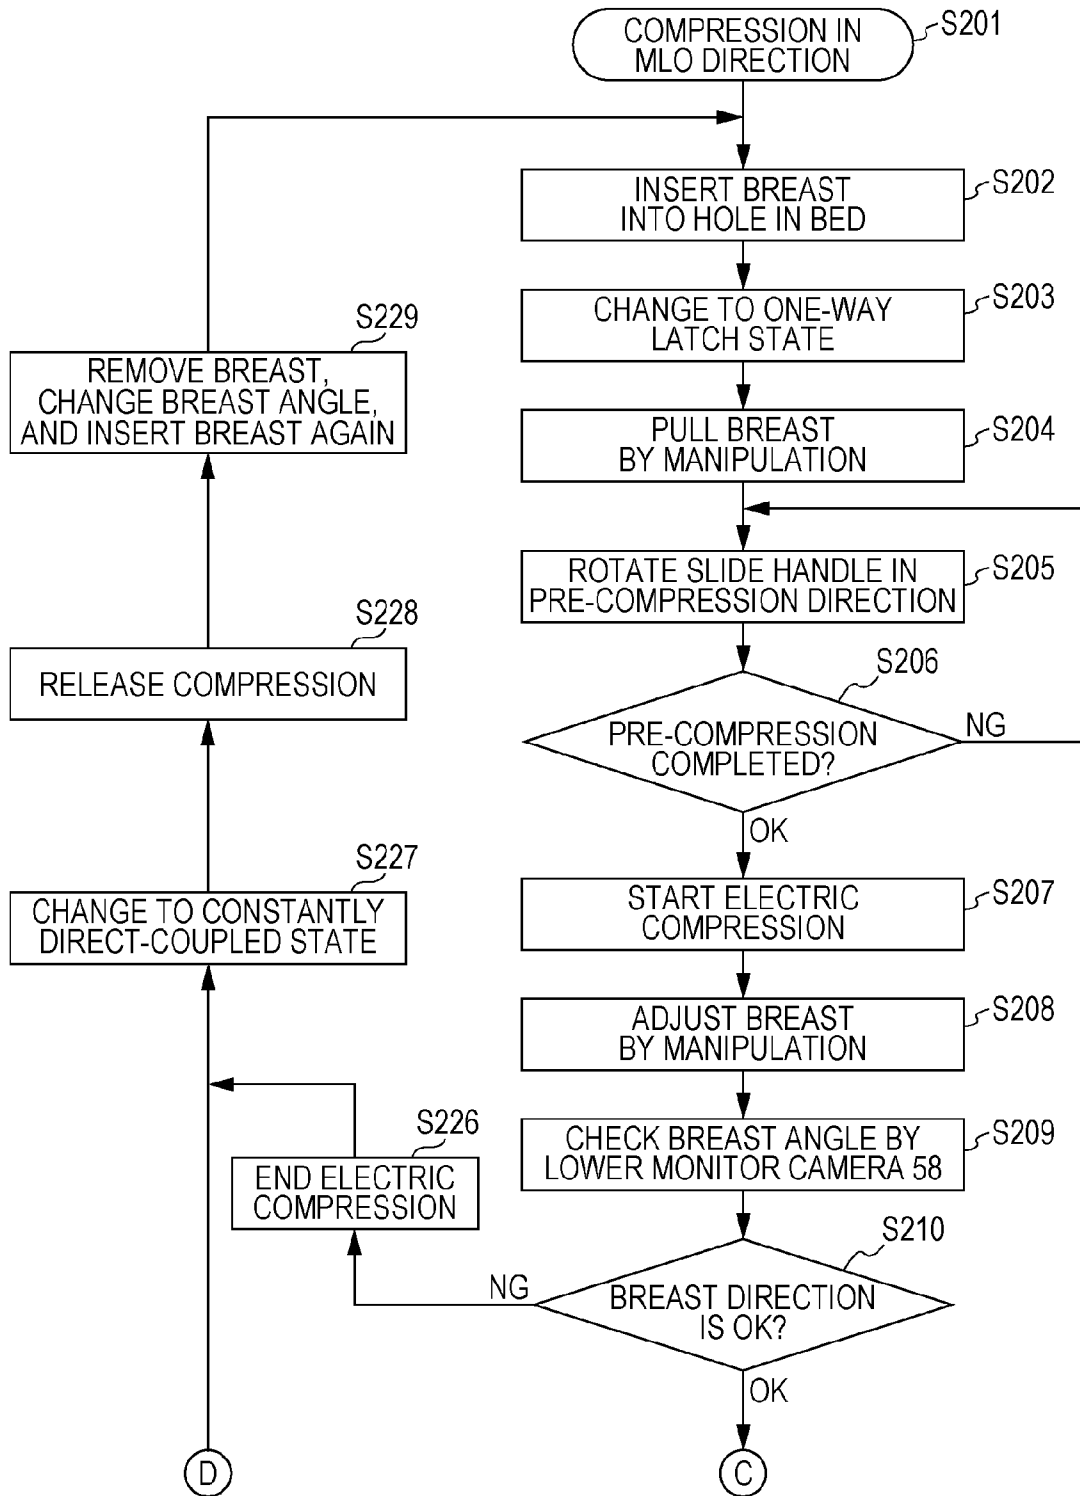 COMPRESSION IN
MLO DIRECTION
S201
INSERT BREAST
INTO HOLE IN BED
S202
CHANGE TO ONE-WAY
LATCH STATE
S203
PULL BREAST
BY MANIPULATION
S204
ROTATE SLIDE HANDLE IN
PRE-COMPRESSION DIRECTION
S205
S206
PRE-COMPRESSION
COMPLETED?
NG
OK
START ELECTRIC
COMPRESSION
S207
ADJUST BREAST
BY MANIPULATION
S208
CHECK BREAST ANGLE BY
LOWER MONITOR CAMERA 58
S209
S210
BREAST DIRECTION
IS OK?
NG
OK
C
S226
END ELECTRIC
COMPRESSION
D
S227
CHANGE TO CONSTANTLY
DIRECT-COUPLED STATE
S228
RELEASE COMPRESSION
S229
REMOVE BREAST,
CHANGE BREAST ANGLE,
AND INSERT BREAST AGAIN